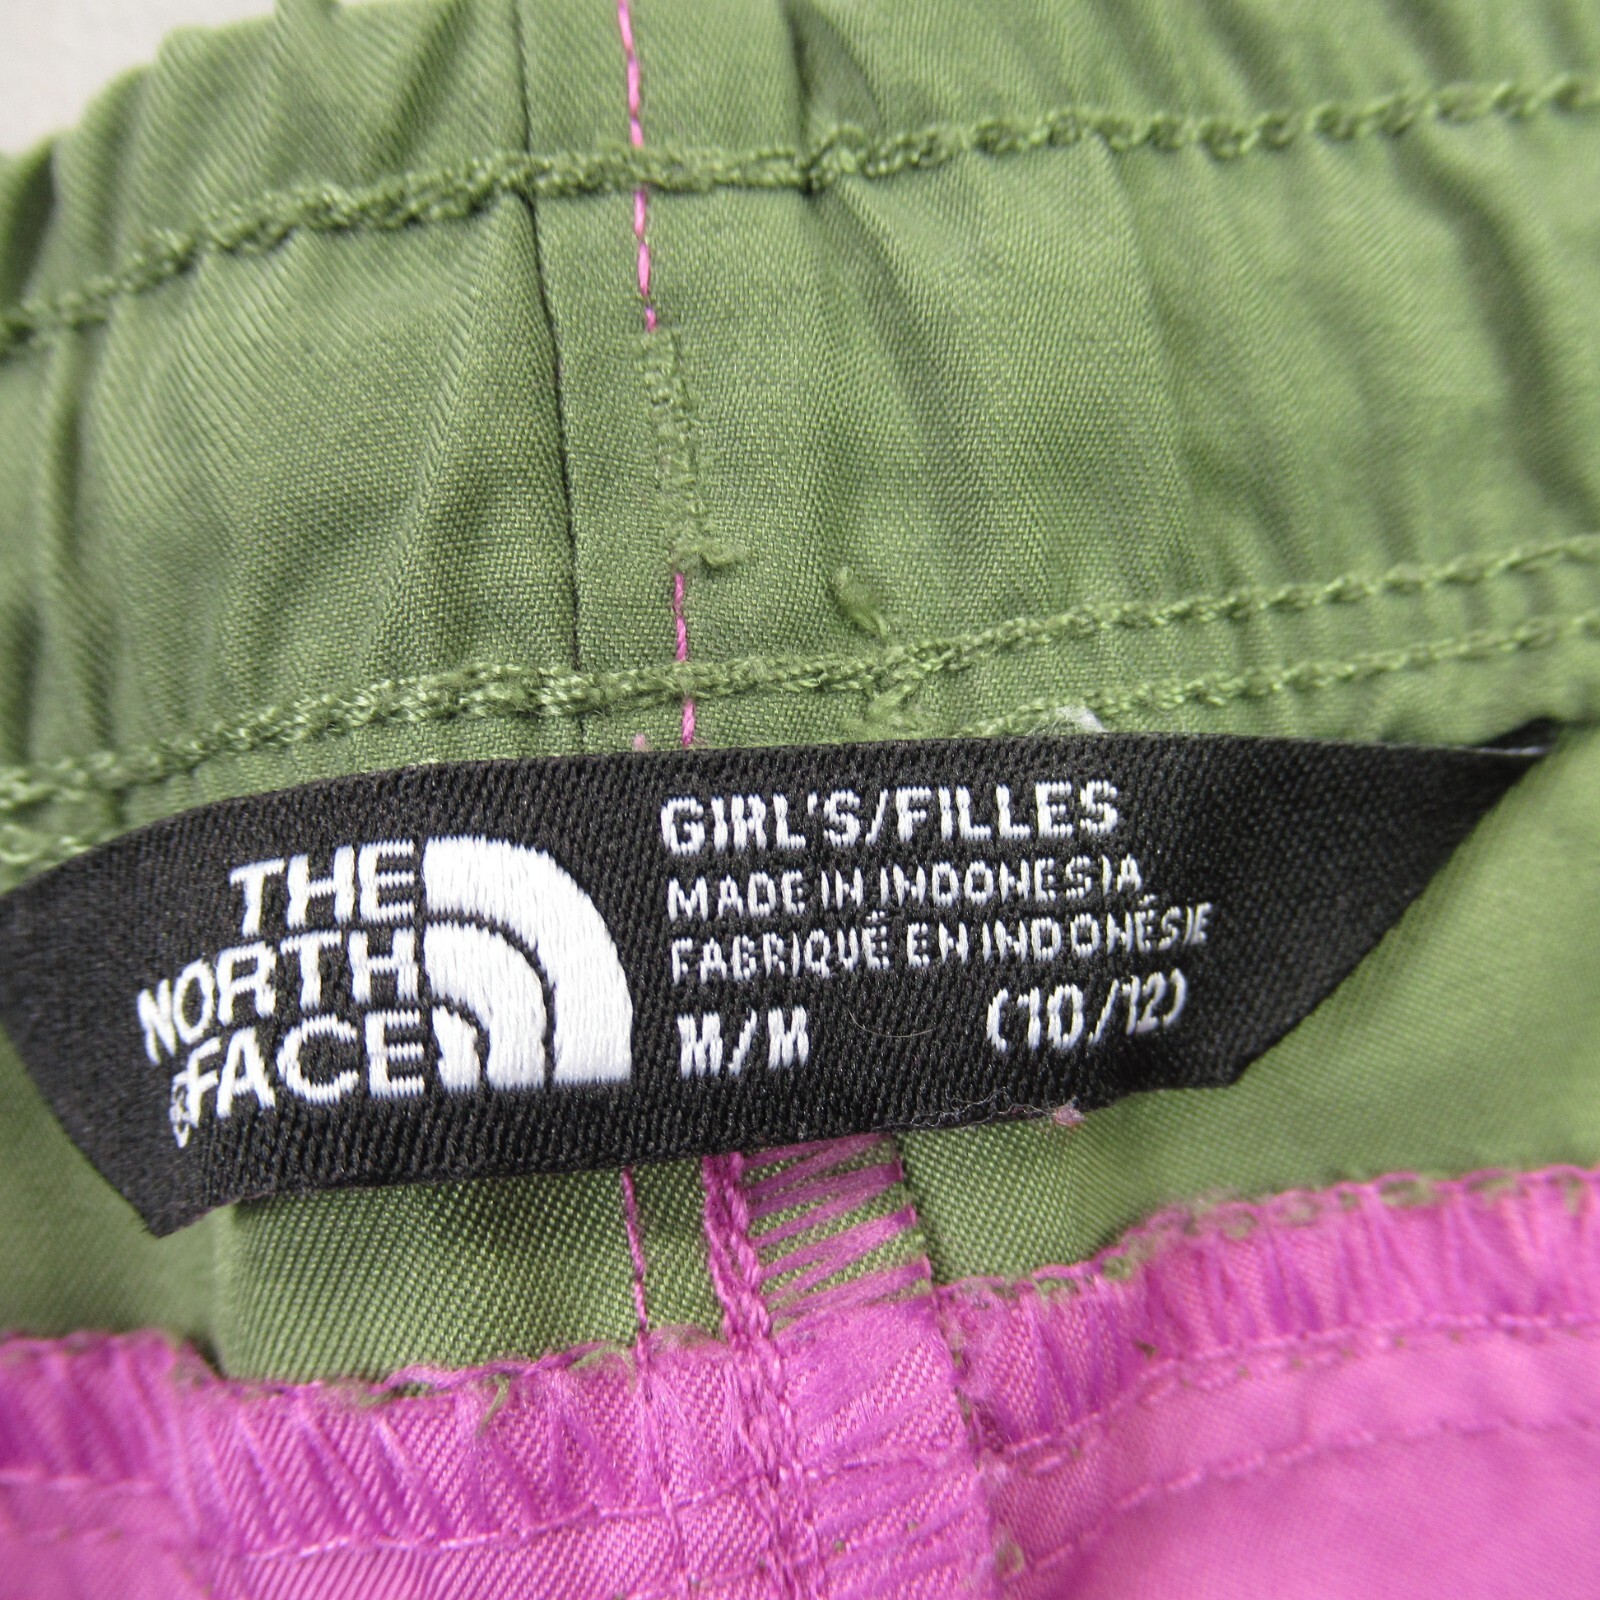 THE
NORTH
FACE
GIRL'S/FILLES
MADE IN INDONESIA
FABRIQUÉ EN INDONÉSIE
M/M (10/12)